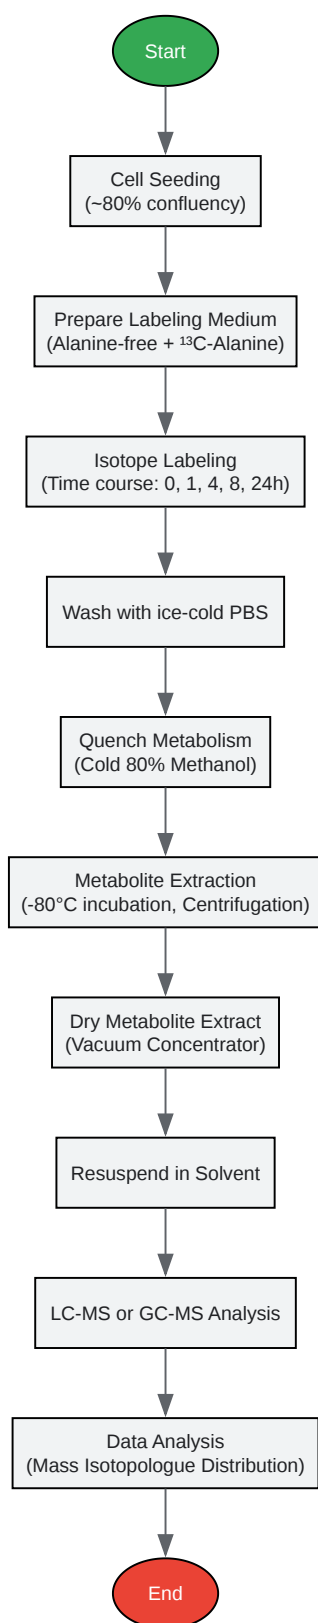 Start
Cell Seeding
(~80% confluency)
Prepare Labeling Medium
(Alanine-free + ¹³C-Alanine)
Isotope Labeling
(Time course: 0, 1, 4, 8, 24h)
Wash with ice-cold PBS
Quench Metabolism
(Cold 80% Methanol)
Metabolite Extraction
(-80°C incubation, Centrifugation)
Dry Metabolite Extract
(Vacuum Concentrator)
Resuspend in Solvent
LC-MS or GC-MS Analysis
Data Analysis
(Mass Isotopologue Distribution)
End